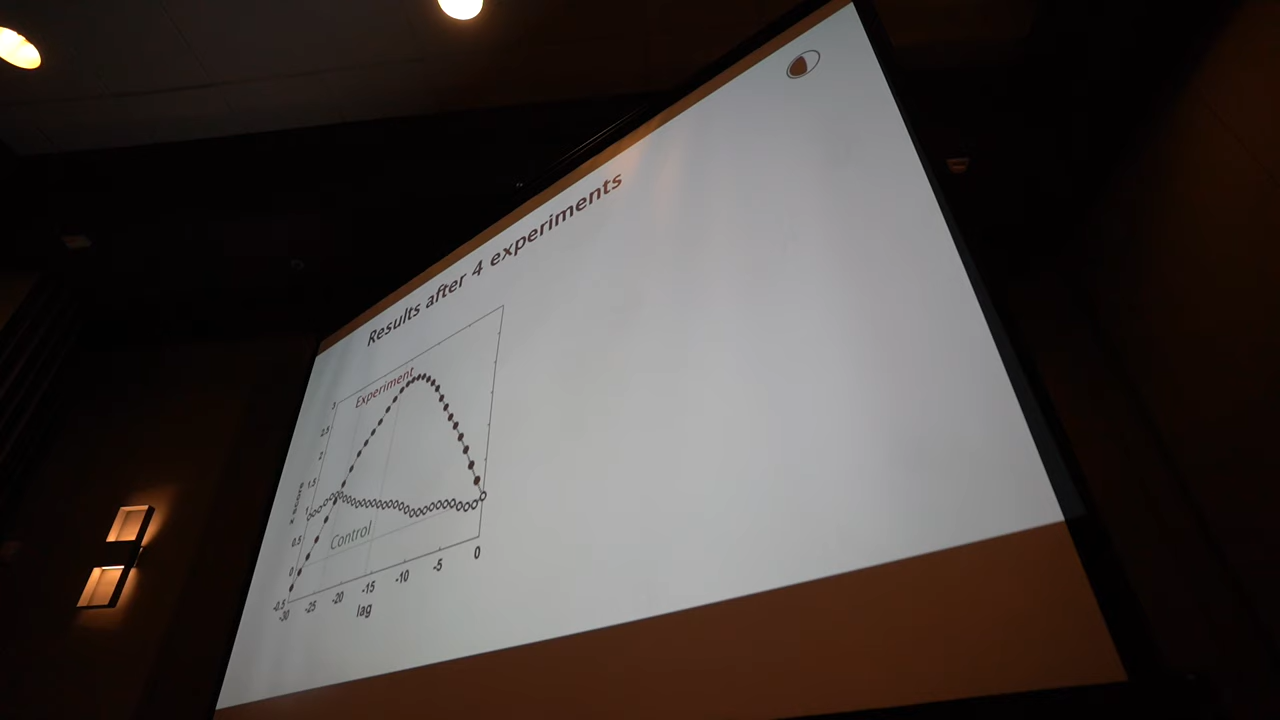 Results after 4 experiments
Experiment
3
2.5
2
1.5
1
0.5
0
-0.5
z score
Control
-30 -25 -20 -15 -10 -5 0
lag